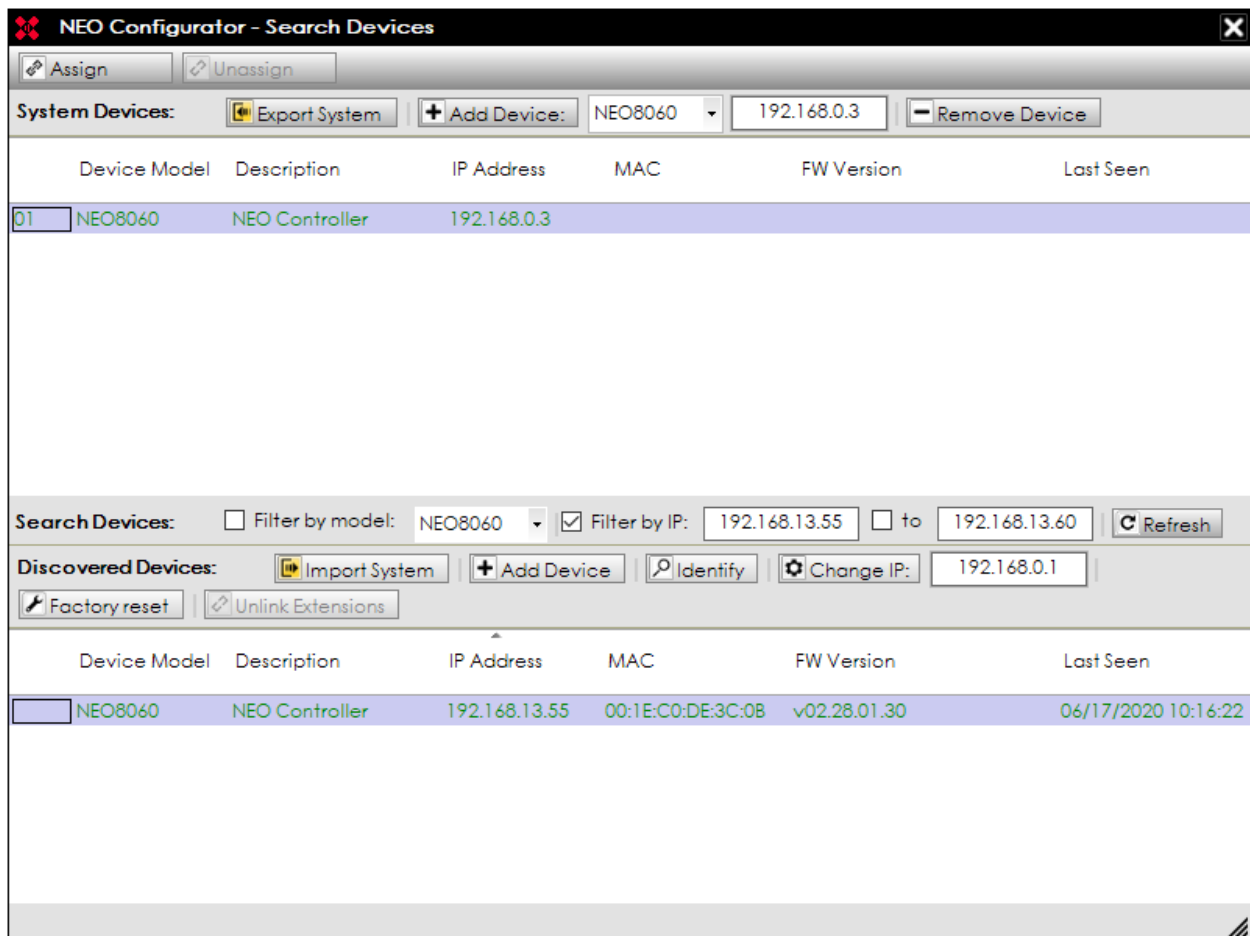 NEO Configurator - Search Devices
Assign Unassign
System Devices: Export System Add Device: NEO8060 192.168.0.3 Remove Device
Device Model Description IP Address MAC FW Version Last Seen
01 NEO8060 NEO Controller 192.168.0.3
Search Devices: Filter by model: NEO8060 Filter by IP: 192.168.13.55 to 192.168.13.60 Refresh
Discovered Devices: Import System Add Device Identify Change IP: 192.168.0.1
Factory reset Unlink Extensions
Device Model Description IP Address MAC FW Version Last Seen
NEO8060 NEO Controller 192.168.13.55 00:1E:C0:DE:3C:0B v02.28.01.30 06/17/2020 10:16:22